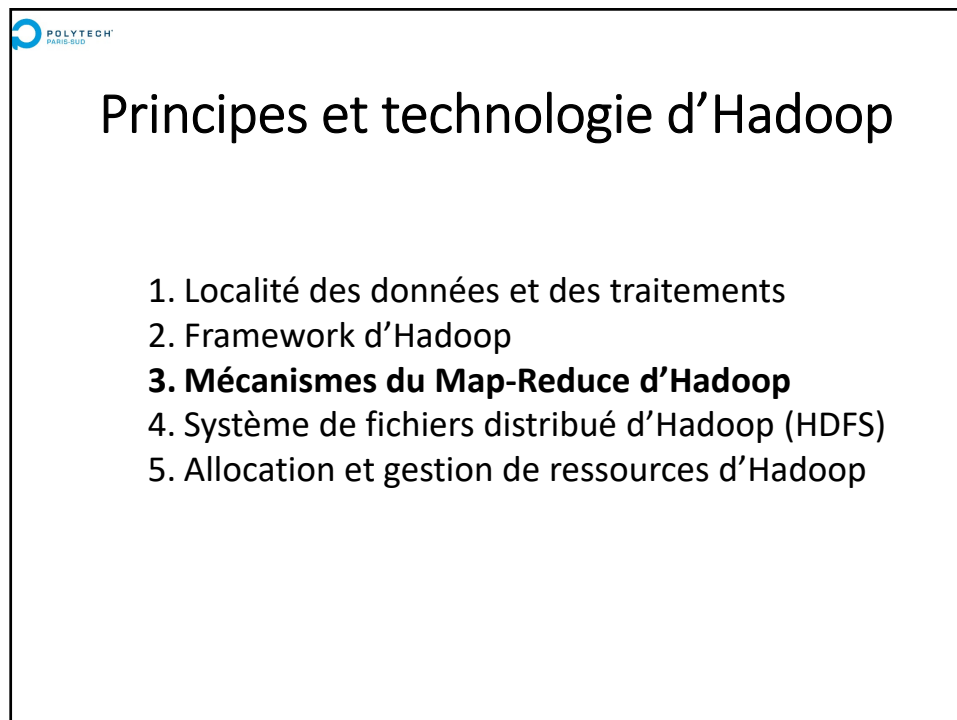 POLYTECH'
PARIS-SUD
Principes et technologie d’Hadoop
1. Localité des données et des traitements
2. Framework d’Hadoop
3. Mécanismes du Map-Reduce d’Hadoop
4. Système de fichiers distribué d’Hadoop (HDFS)
5. Allocation et gestion de ressources d’Hadoop